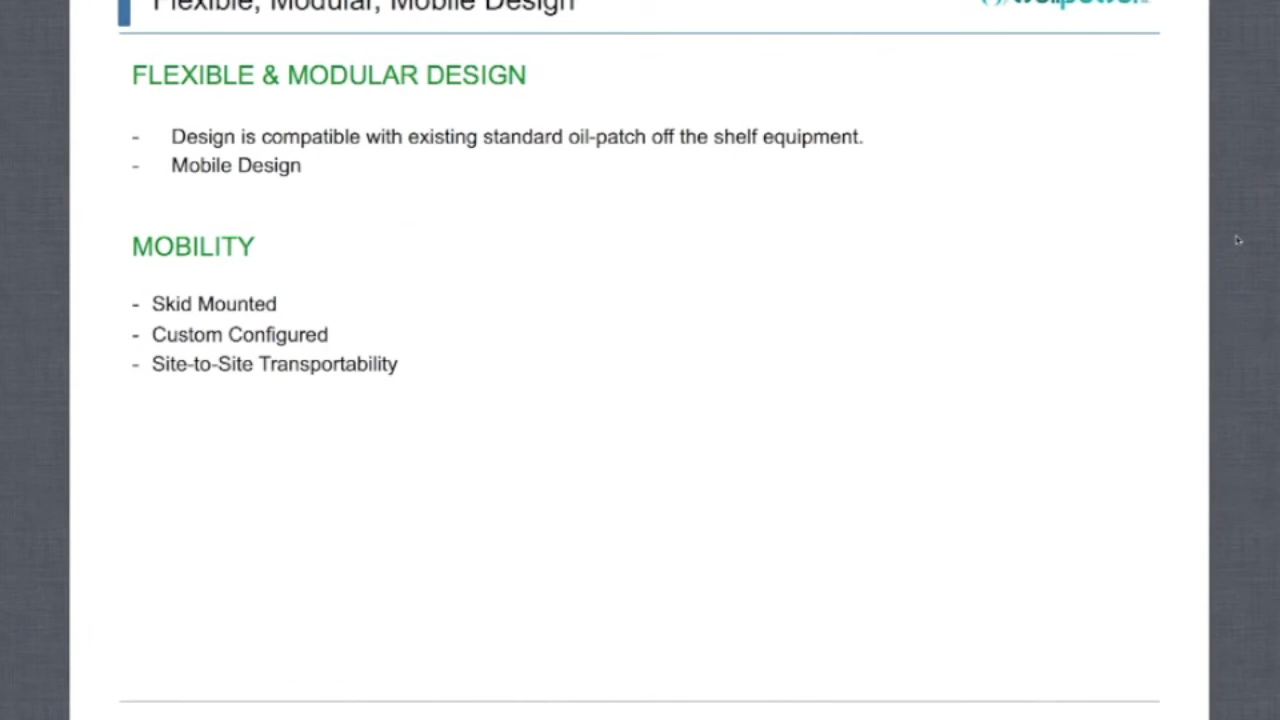 Flexible, Modular, Mobile Design
FLEXIBLE & MODULAR DESIGN
- Design is compatible with existing standard oil-patch off the shelf equipment.
- Mobile Design
MOBILITY
- Skid Mounted
- Custom Configured
- Site-to-Site Transportability